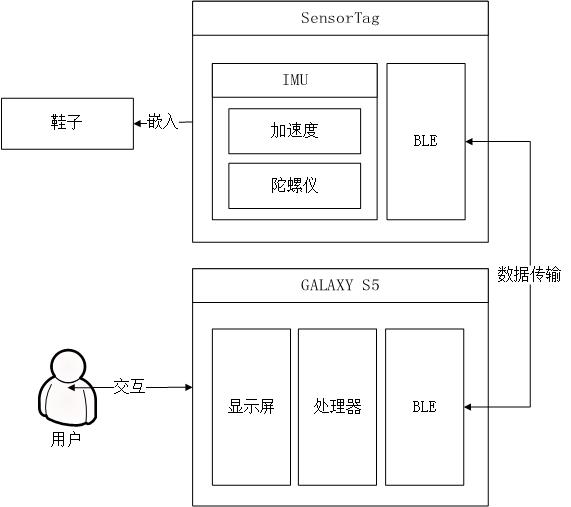 SensorTag
IMU
鞋子
嵌入
加速度
BLE
陀螺仪
数据传输
GALAXY S5
交互
显示屏
处理器
BLE
用户